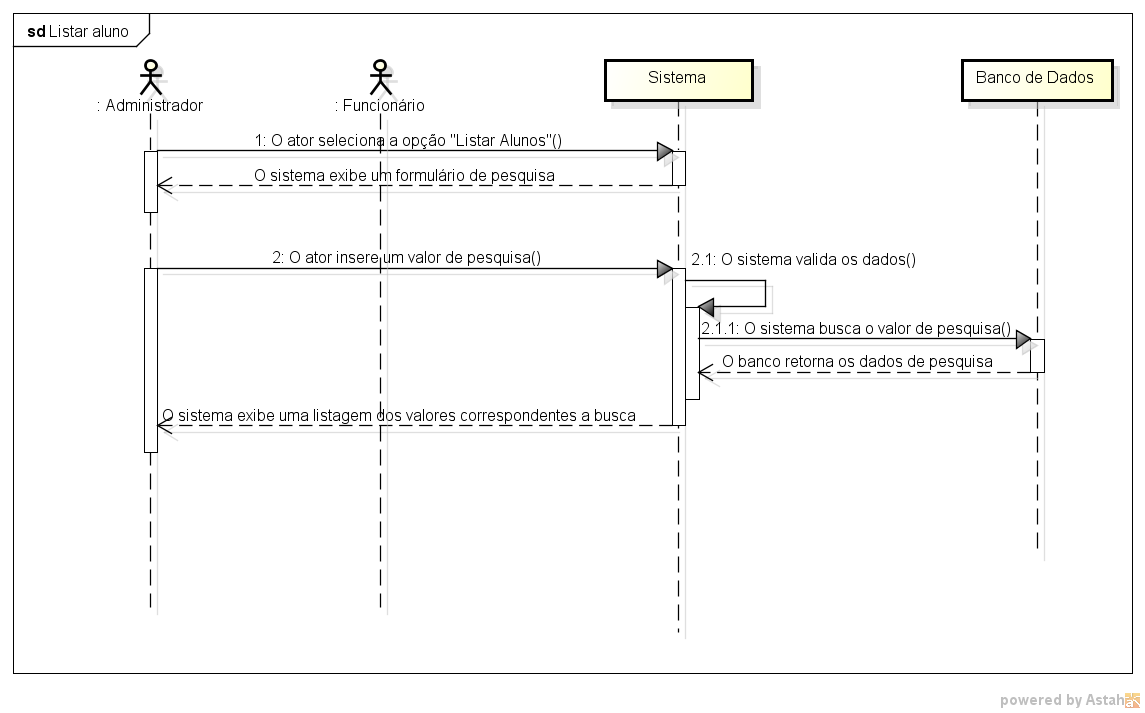 sd Listar aluno
: Administrador
: Funcionário
Sistema
Banco de Dados
1: O ator seleciona a opção "Listar Alunos"()
O sistema exibe um formulário de pesquisa
2: O ator insere um valor de pesquisa()
2.1: O sistema valida os dados()
2.1.1: O sistema busca o valor de pesquisa()
O banco retorna os dados de pesquisa
O sistema exibe uma listagem dos valores correspondentes a busca
powered by Astah